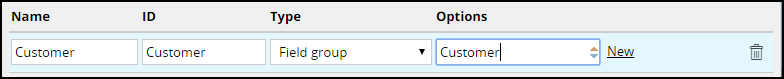 Name ID Type Options
Customer Customer Field group Customer New